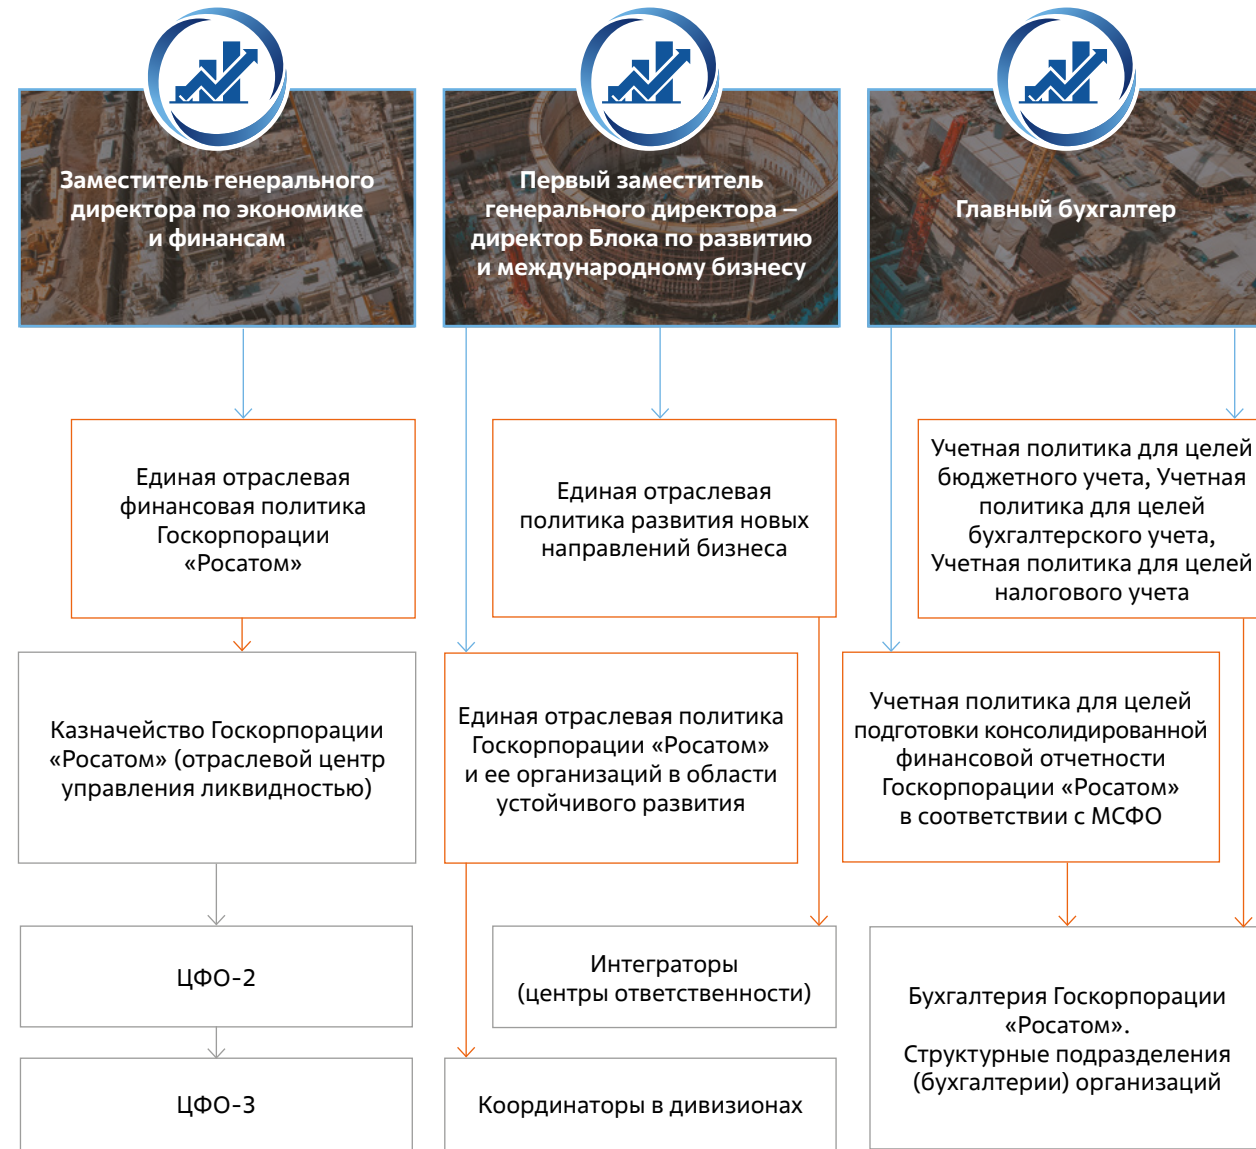 Заместитель генерального
директора по экономике
и финансам
Первый заместитель
генерального директора –
директор Блока по развитию
и международному бизнесу
Главный бухгалтер
Единая отраслевая
финансовая политика
Госкорпорации
«Росатом»
Единая отраслевая
политика развития новых
направлений бизнеса
Учетная политика для целей
бюджетного учета, Учетная
политика для целей
бухгалтерского учета,
Учетная политика для целей
налогового учета
Казначейство Госкорпорации
«Росатом» (отраслевой центр
управления ликвидностью)
Единая отраслевая политика
Госкорпорации «Росатом»
и ее организаций в области
устойчивого развития
Учетная политика для целей
подготовки консолидированной
финансовой отчетности
Госкорпорации «Росатом»
в соответствии с МСФО
ЦФО-2
Интеграторы
(центры ответственности)
Бухгалтерия Госкорпорации
«Росатом».
Структурные подразделения
(бухгалтерии) организаций
ЦФО-3
Координаторы в дивизионах